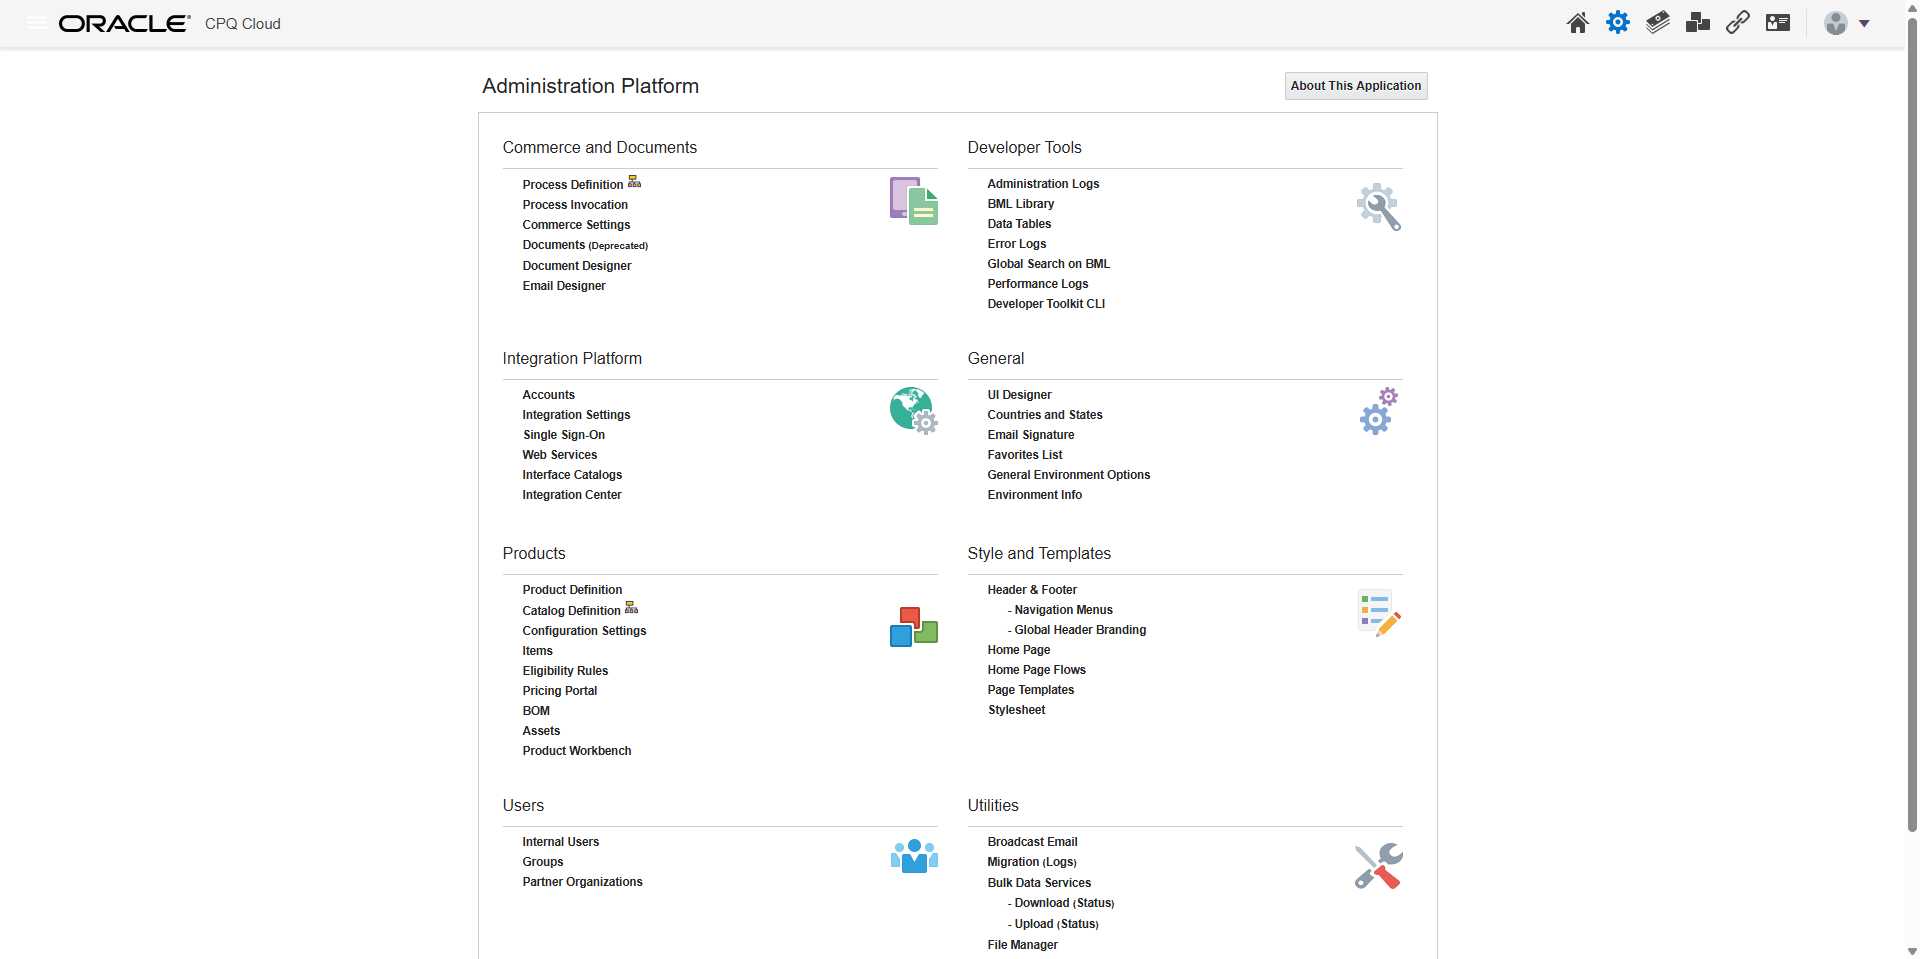 ORACLE® CPQ Cloud
Administration Platform
About This Application
Commerce and Documents
Process Definition
Process Invocation
Commerce Settings
Documents (Deprecated)
Document Designer
Email Designer
Developer Tools
Administration Logs
BML Library
Data Tables
Error Logs
Global Search on BML
Performance Logs
Developer Toolkit CLI
Integration Platform
Accounts
Integration Settings
Single Sign-On
Web Services
Interface Catalogs
Integration Center
General
UI Designer
Countries and States
Email Signature
Favorites List
General Environment Options
Environment Info
Products
Product Definition
Catalog Definition
Configuration Settings
Items
Eligibility Rules
Pricing Portal
BOM
Assets
Product Workbench
Style and Templates
Header & Footer
- Navigation Menus
- Global Header Branding
Home Page
Home Page Flows
Page Templates
Stylesheet
Users
Internal Users
Groups
Partner Organizations
Utilities
Broadcast Email
Migration (Logs)
Bulk Data Services
- Download (Status)
- Upload (Status)
File Manager